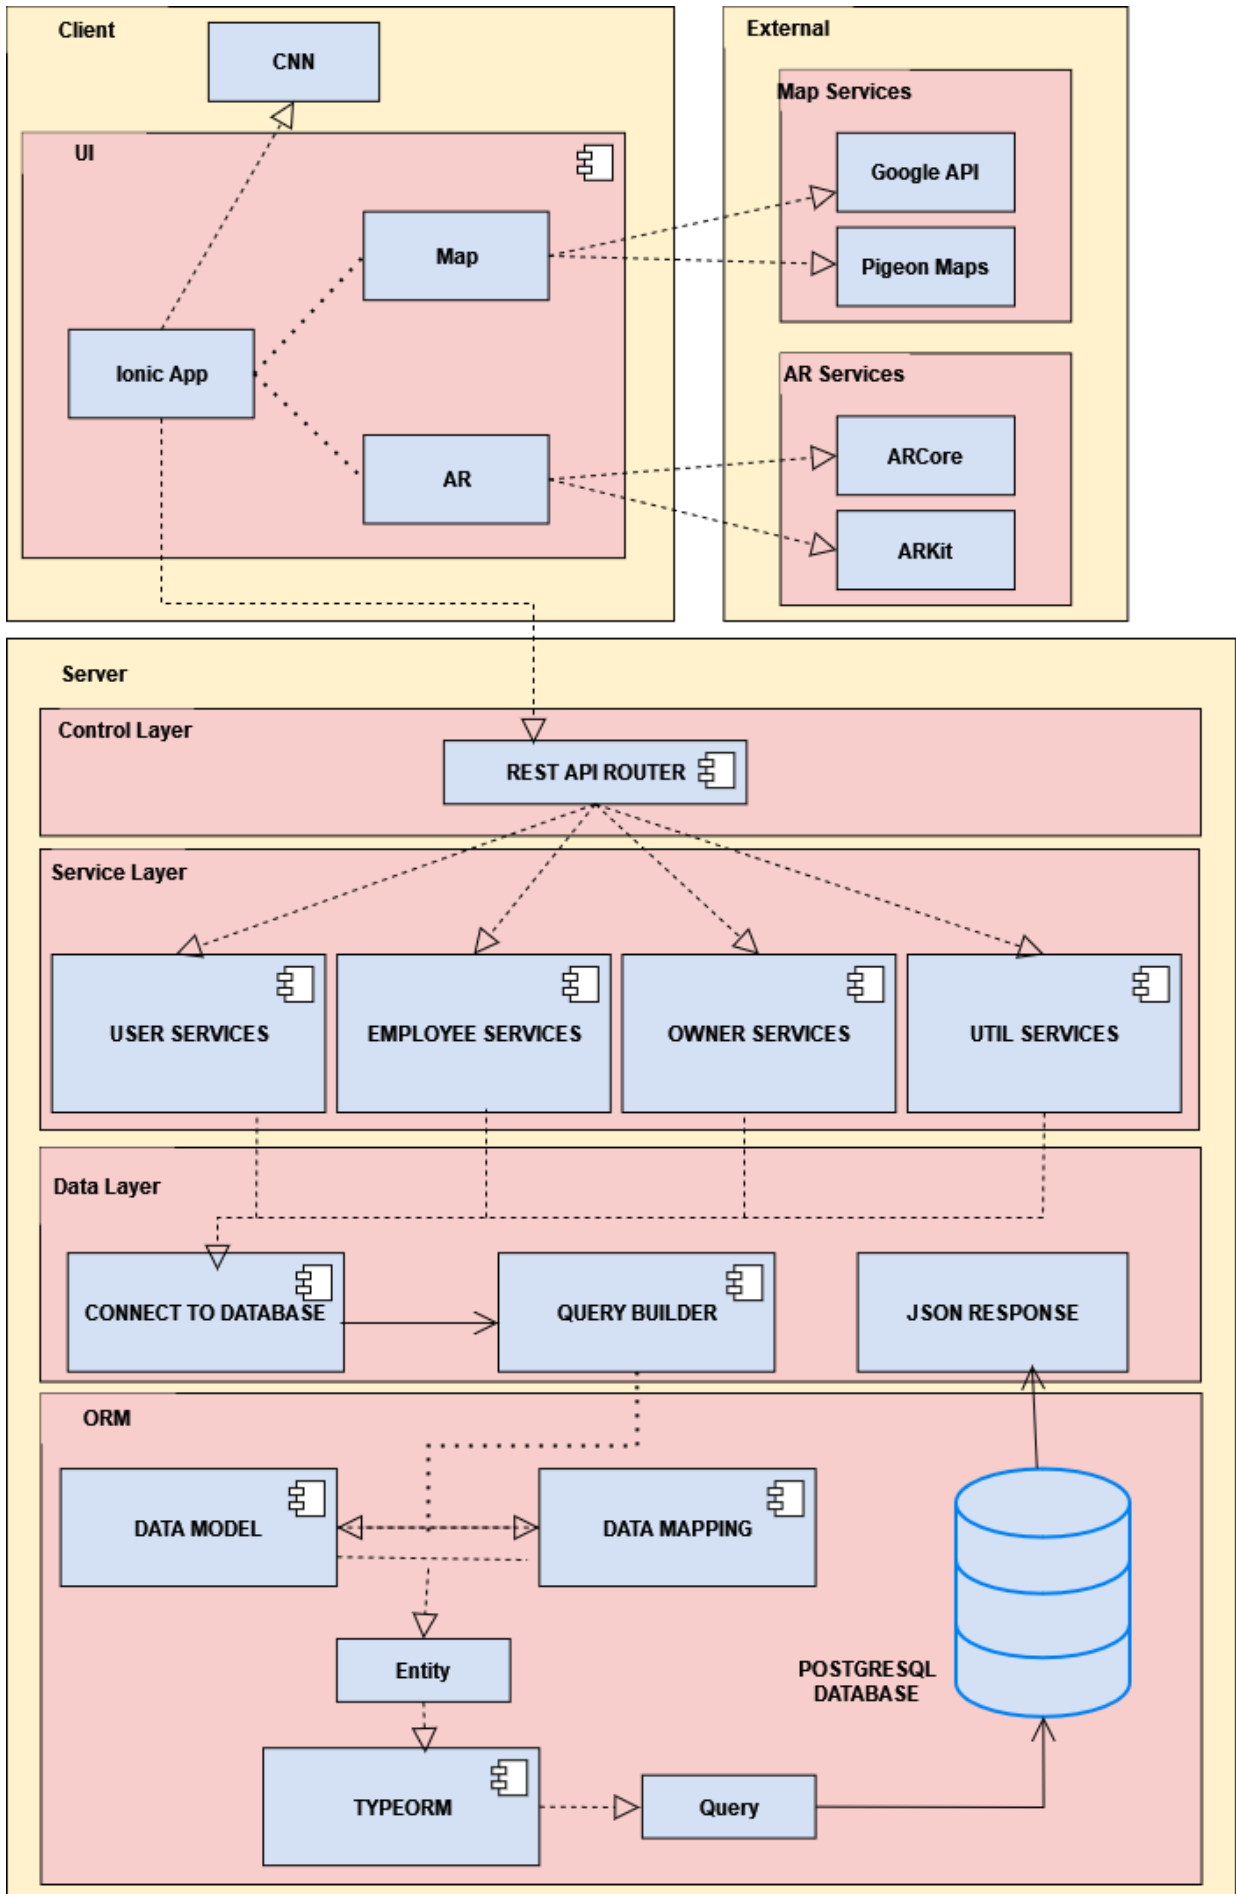 Client
CNN
UI
Map
Ionic App
AR
External
Map Services
Google API
Pigeon Maps
AR Services
ARCore
ARKit
Server
Control Layer
REST API ROUTER
Service Layer
USER SERVICES
EMPLOYEE SERVICES
OWNER SERVICES
UTIL SERVICES
Data Layer
CONNECT TO DATABASE
QUERY BUILDER
JSON RESPONSE
ORM
DATA MODEL
DATA MAPPING
Entity
POSTGRESQL
DATABASE
TYPEORM
Query